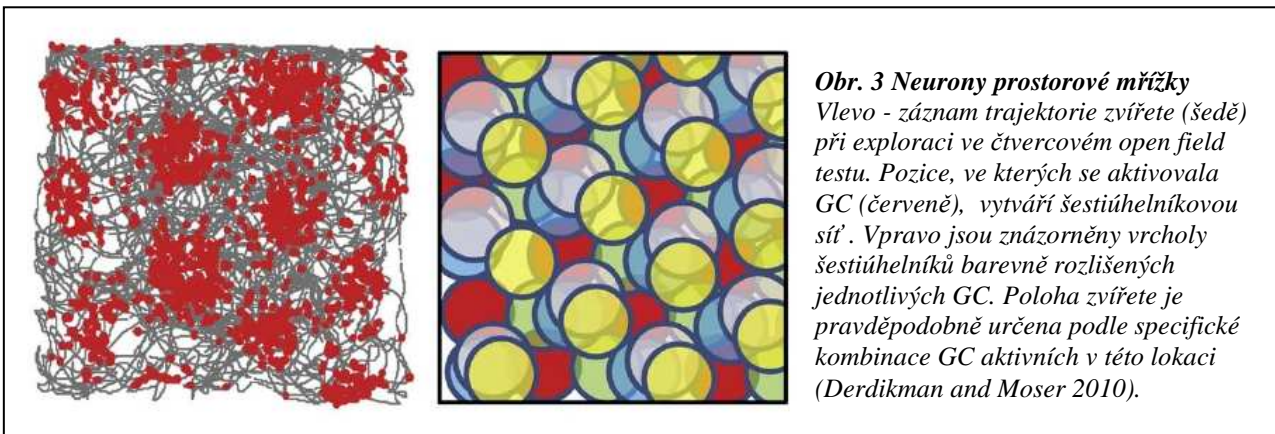 Obr. 3 Neurony prostorové mřížky
Vlevo - záznam trajektorie zvířete (šedě)
při exploraci ve čtvercovém open field
testu. Pozice, ve kterých se aktivovala
GC (červeně), vytváří šestiúhelníkovou
síť . Vpravo jsou znázorněny vrcholy
šestiúhelníků barevně rozlišených
jednotlivých GC. Poloha zvířete je
pravděpodobně určena podle specifické
kombinace GC aktivních v této lokaci
(Derdikman and Moser 2010).